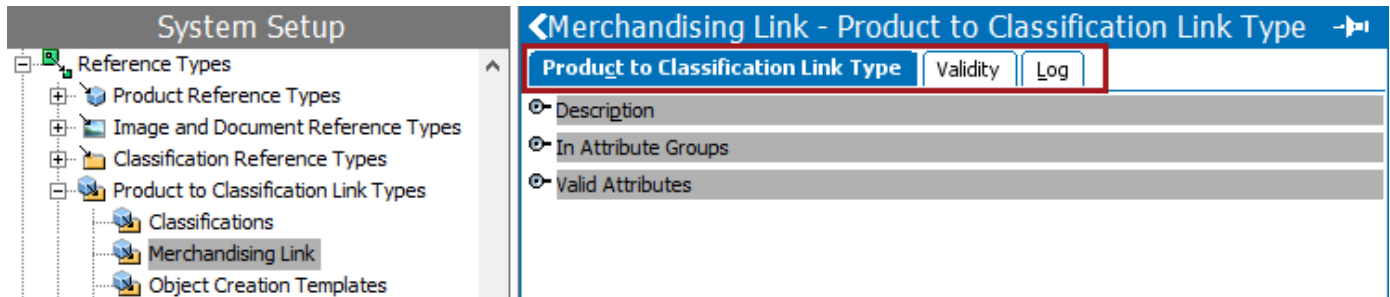 System Setup
Reference Types
Product Reference Types
Image and Document Reference Types
Classification Reference Types
Product to Classification Link Types
Classifications
Merchandising Link
Object Creation Templates
Merchandising Link - Product to Classification Link Type
Product to Classification Link Type Validity Log
Description
In Attribute Groups
Valid Attributes